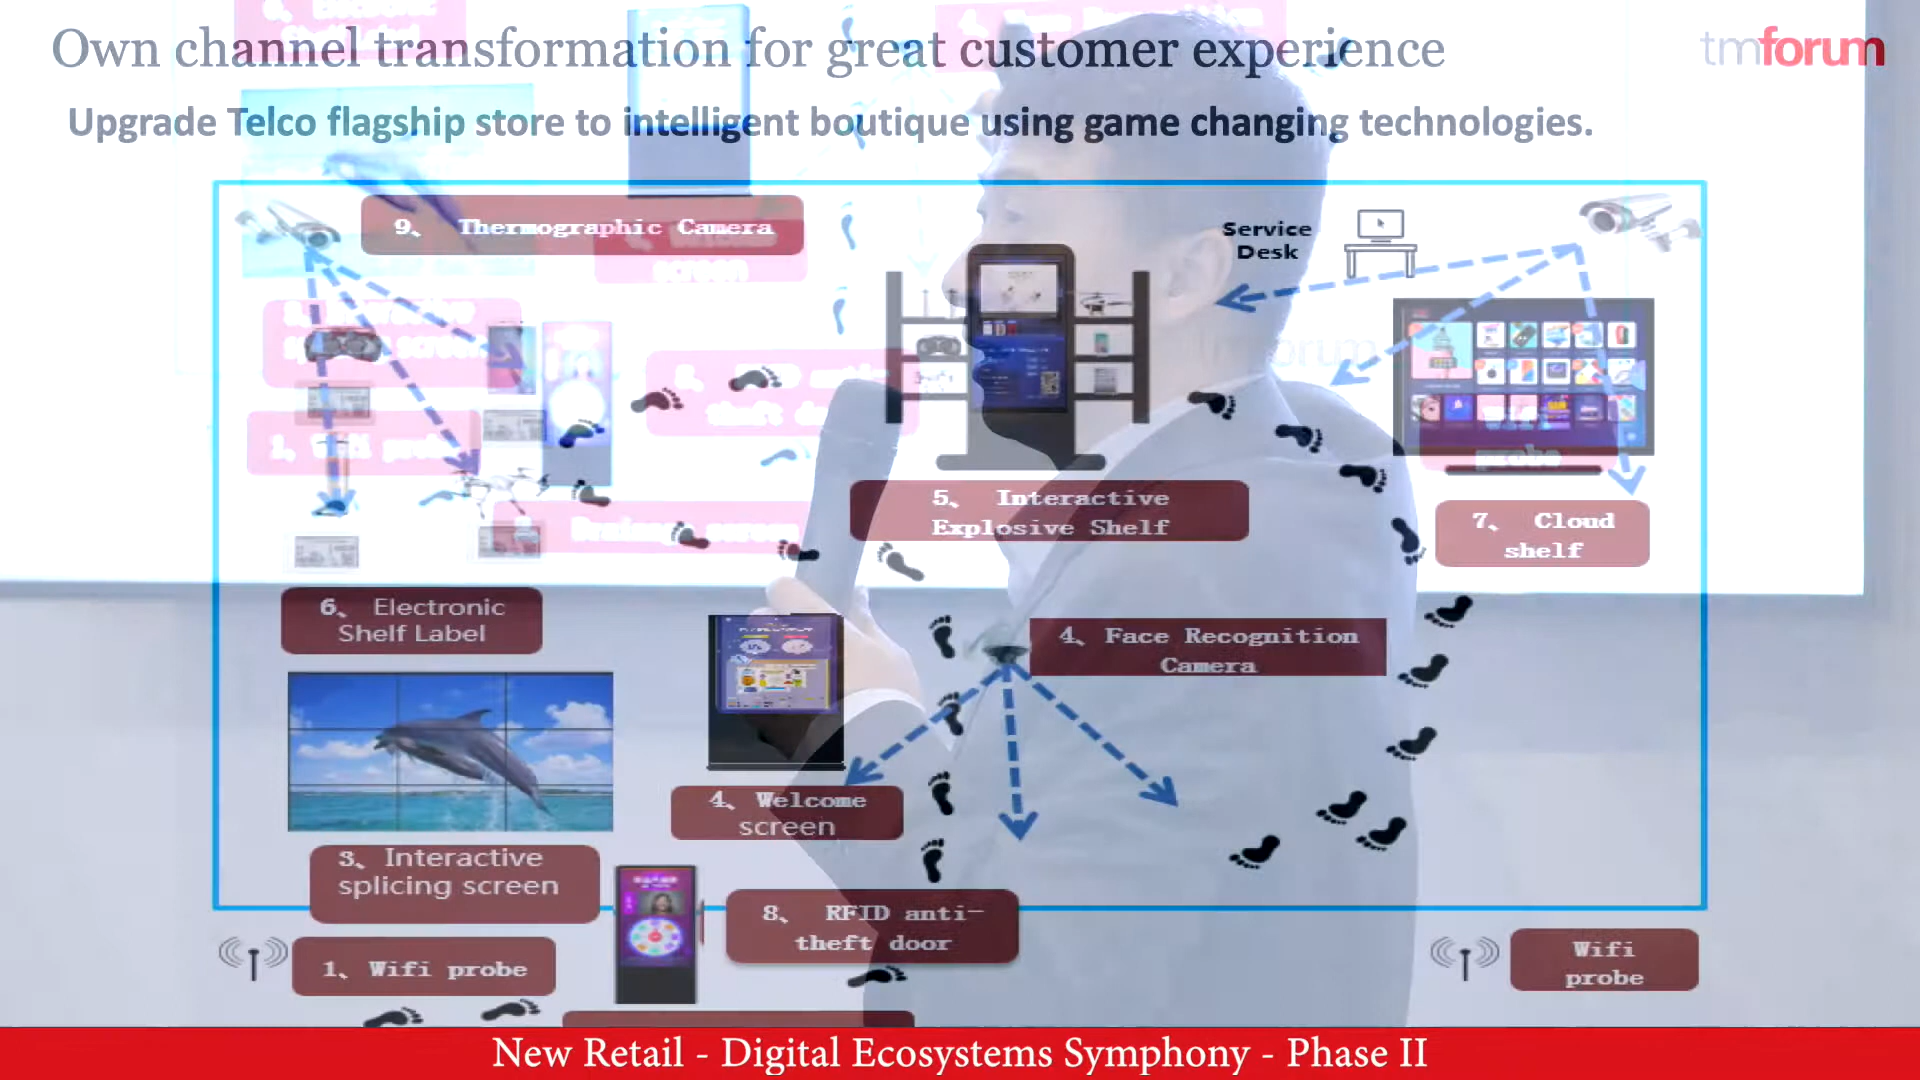 Own channel transformation for great customer experience
tmforum
Upgrade Telco flagship store to intelligent boutique using game changing technologies.
9、 Thermographic Camera
Service
Desk
screen
5、 Interactive
Explosive Shelf
7、 Cloud
shelf
6、 Electronic
Shelf Label
4、 Face Recognition
Camera
4、 Welcome
screen
3、 Interactive
splicing screen
8、 RFID anti-
theft door
1、 Wifi probe
Wifi
probe
New Retail - Digital Ecosystems Symphony - Phase II